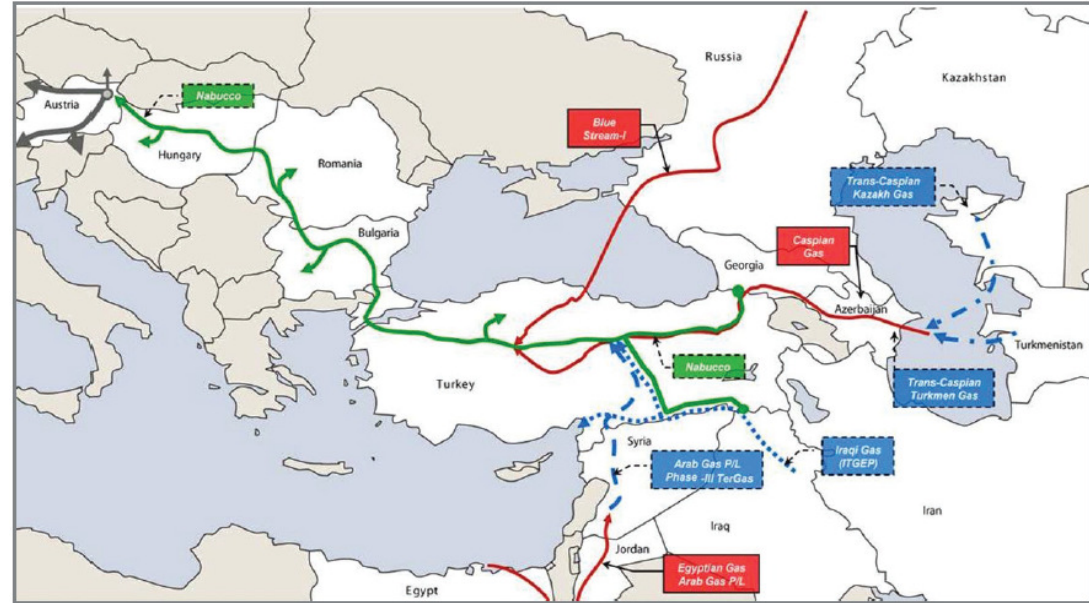 Russia
Kazakhstan
Austria
Nabucco
Hungary
Romania
Blue
Stream-I
Trans-Caspian
Kazakh Gas
Bulgaria
Georgia
Caspian
Gas
Azerbaijan
Turkmenistan
Turkey
Nabucco
Trans-Caspian
Turkmen Gas
Syria
Arab Gas P/L
Phase -III TerGas
Iraqi Gas
(ITGEP)
Iraq
Iran
Jordan
Egyptian Gas
Arab Gas P/L
Egypt